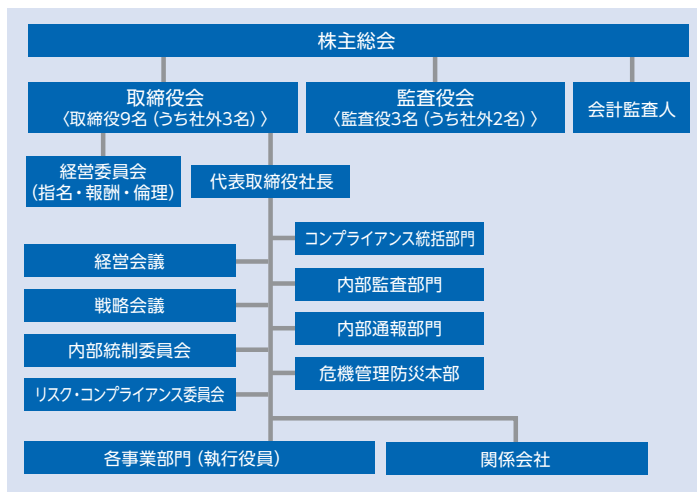 株主総会
取締役会
〈取締役9名（うち社外3名）〉
監査役会
〈監査役3名（うち社外2名）〉
会計監査人
経営委員会
（指名・報酬・倫理）
代表取締役社長
コンプライアンス統括部門
経営会議
内部監査部門
戦略会議
内部通報部門
内部統制委員会
危機管理防災本部
リスク・コンプライアンス委員会
各事業部門（執行役員）
関係会社